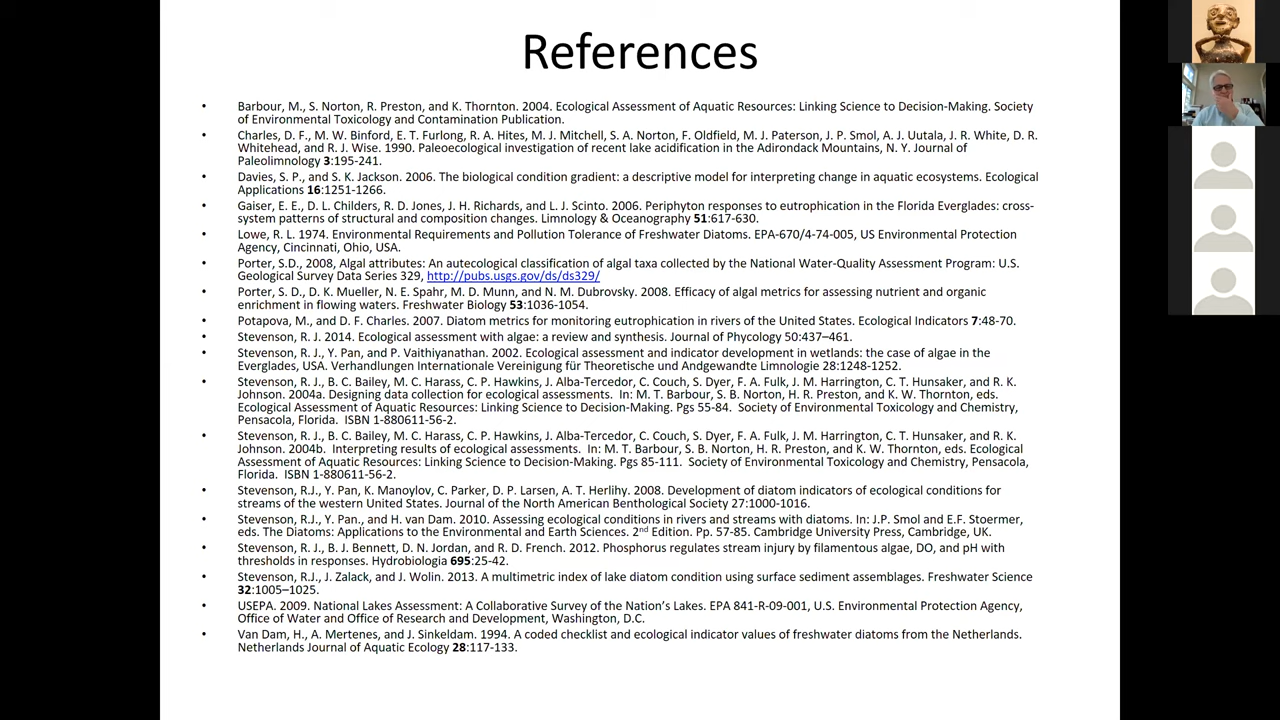 References
• Barbour, M., S. Norton, R. Preston, and K. Thornton. 2004. Ecological Assessment of Aquatic Resources: Linking Science to Decision-Making. Society
of Environmental Toxicology and Contamination Publication.
• Charles, D. F., M. W. Binford, E. T. Furlong, R. A. Hites, M. J. Mitchell, S. A. Norton, F. Oldfield, M. J. Paterson, J. P. Smol, A. J. Uutala, J. R. White, D. R.
Whitehead, and R. J. Wise. 1990. Paleoecological investigation of recent lake acidification in the Adirondack Mountains, N. Y. Journal of
Paleolimnology 3:195-241.
• Davies, S. P., and S. K. Jackson. 2006. The biological condition gradient: a descriptive model for interpreting change in aquatic ecosystems. Ecological
Applications 16:1251-1266.
• Gaiser, E. E., D. L. Childers, R. D. Jones, J. H. Richards, and L. J. Scinto. 2006. Periphyton responses to eutrophication in the Florida Everglades: cross-
system patterns of structural and composition changes. Limnology & Oceanography 51:617-630.
• Lowe, R. L. 1974. Environmental Requirements and Pollution Tolerance of Freshwater Diatoms. EPA-670/4-74-005, US Environmental Protection
Agency, Cincinnati, Ohio, USA.
• Porter, S.D., 2008, Algal attributes: An autecological classification of algal taxa collected by the National Water-Quality Assessment Program: U.S.
Geological Survey Data Series 329, http://pubs.usgs.gov/ds/ds329/
• Porter, S. D., D. K. Mueller, N. E. Spahr, M. D. Munn, and N. M. Dubrovsky. 2008. Efficacy of algal metrics for assessing nutrient and organic
enrichment in flowing waters. Freshwater Biology 53:1036-1054.
• Potapova, M., and D. F. Charles. 2007. Diatom metrics for monitoring eutrophication in rivers of the United States. Ecological Indicators 7:48-70.
• Stevenson, R. J. 2014. Ecological assessment with algae: a review and synthesis. Journal of Phycology 50:437–461.
• Stevenson, R. J., Y. Pan, and P. Vaithiyanathan. 2002. Ecological assessment and indicator development in wetlands: the case of algae in the
Everglades, USA. Verhandlungen Internationale Vereinigung für Theoretische und Andgewandte Limnologie 28:1248-1252.
• Stevenson, R. J., B. C. Bailey, M. C. Harass, C. P. Hawkins, J. Alba-Tercedor, C. Couch, S. Dyer, F. A. Fulk, J. M. Harrington, C. T. Hunsaker, and R. K.
Johnson. 2004a. Designing data collection for ecological assessments. In: M. T. Barbour, S. B. Norton, H. R. Preston, and K. W. Thornton, eds.
Ecological Assessment of Aquatic Resources: Linking Science to Decision-Making. Pgs 55-84. Society of Environmental Toxicology and Chemistry,
Pensacola, Florida. ISBN 1-880611-56-2.
• Stevenson, R. J., B. C. Bailey, M. C. Harass, C. P. Hawkins, J. Alba-Tercedor, C. Couch, S. Dyer, F. A. Fulk, J. M. Harrington, C. T. Hunsaker, and R. K.
Johnson. 2004b. Interpreting results of ecological assessments. In: M. T. Barbour, S. B. Norton, H. R. Preston, and K. W. Thornton, eds. Ecological
Assessment of Aquatic Resources: Linking Science to Decision-Making. Pgs 85-111. Society of Environmental Toxicology and Chemistry, Pensacola,
Florida. ISBN 1-880611-56-2.
• Stevenson, R.J., Y. Pan, K. Manoylov, C. Parker, D. P. Larsen, A. T. Herlihy. 2008. Development of diatom indicators of ecological conditions for
streams of the western United States. Journal of the North American Benthological Society 27:1000-1016.
• Stevenson, R.J., Y. Pan., and H. van Dam. 2010. Assessing ecological conditions in rivers and streams with diatoms. In: J.P. Smol and E.F. Stoermer,
eds. The Diatoms: Applications to the Environmental and Earth Sciences. 2nd Edition. Pp. 57-85. Cambridge University Press, Cambridge, UK.
• Stevenson, R. J., B. J. Bennett, D. N. Jordan, and R. D. French. 2012. Phosphorus regulates stream injury by filamentous algae, DO, and pH with
thresholds in responses. Hydrobiologia 695:25-42.
• Stevenson, R.J., J. Zalack, and J. Wolin. 2013. A multimetric index of lake diatom condition using surface sediment assemblages. Freshwater Science
32:1005–1025.
• USEPA. 2009. National Lakes Assessment: A Collaborative Survey of the Nation’s Lakes. EPA 841-R-09-001, U.S. Environmental Protection Agency,
Office of Water and Office of Research and Development, Washington, D.C.
• Van Dam, H., A. Mertenes, and J. Sinkeldam. 1994. A coded checklist and ecological indicator values of freshwater diatoms from the Netherlands.
Netherlands Journal of Aquatic Ecology 28:117-133.